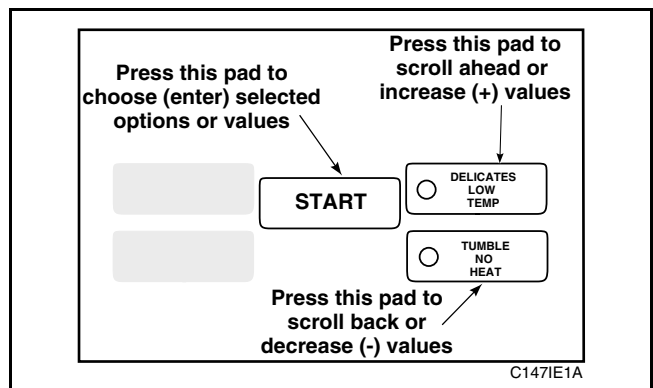 Press this pad to
choose (enter) selected
options or values
Press this pad to
scroll ahead or
increase (+) values
START
DELICATES
LOW
TEMP
TUMBLE
NO
HEAT
Press this pad to
scroll back or
decrease (-) values
C147IE1A